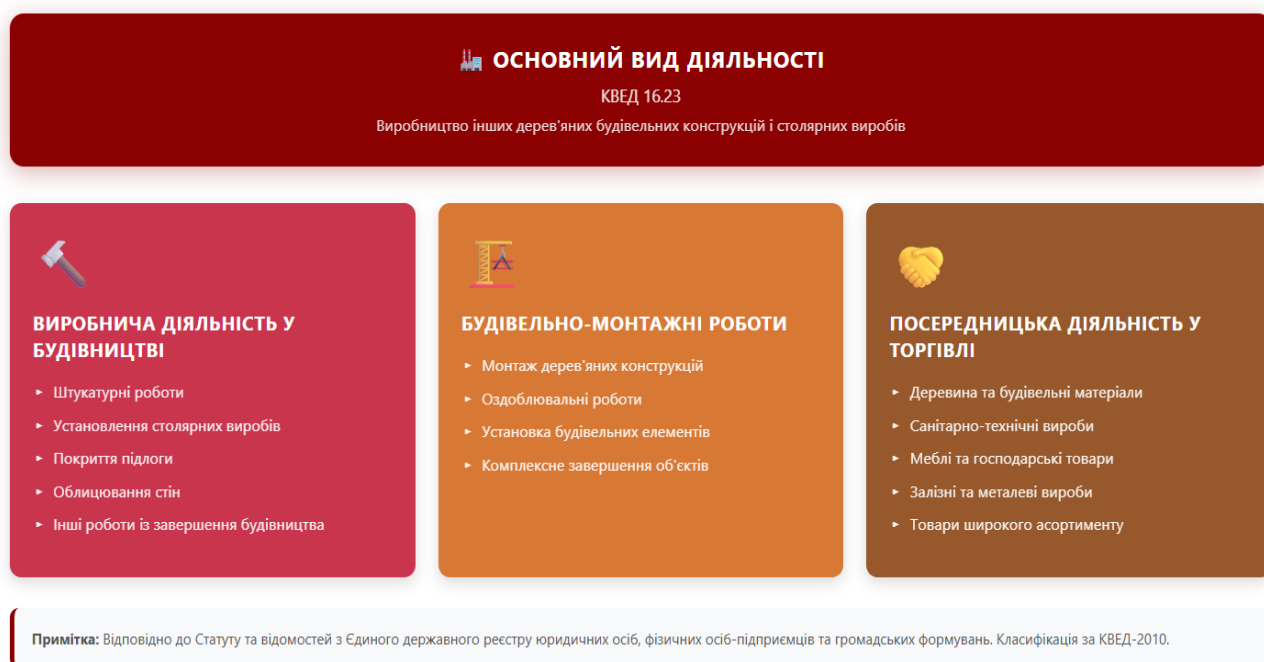 ОСНОВНИЙ ВИД ДІЯЛЬНОСТІ
КВЕД 16.23
Виробництво інших дерев'яних будівельних конструкцій і столярних виробів
ВИРОБНИЧА ДІЯЛЬНІСТЬ У
БУДІВНИЦТВІ
▸ Штукатурні роботи
▸ Установлення столярних виробів
▸ Покриття підлоги
▸ Облицювання стін
▸ Інші роботи із завершення будівництва
БУДІВЕЛЬНО-МОНТАЖНІ РОБОТИ
▸ Монтаж дерев'яних конструкцій
▸ Оздоблювальні роботи
▸ Установка будівельних елементів
▸ Комплексне завершення об'єктів
ПОСЕРЕДНИЦЬКА ДІЯЛЬНІСТЬ У
ТОРГІВЛІ
▸ Деревина та будівельні матеріали
▸ Санітарно-технічні вироби
▸ Меблі та господарські товари
▸ Залізні та металеві вироби
▸ Товари широкого асортименту
Примітка: Відповідно до Статуту та відомостей з Єдиного державного реєстру юридичних осіб, фізичних осіб-підприємців та громадських формувань. Класифікація за КВЕД-2010.